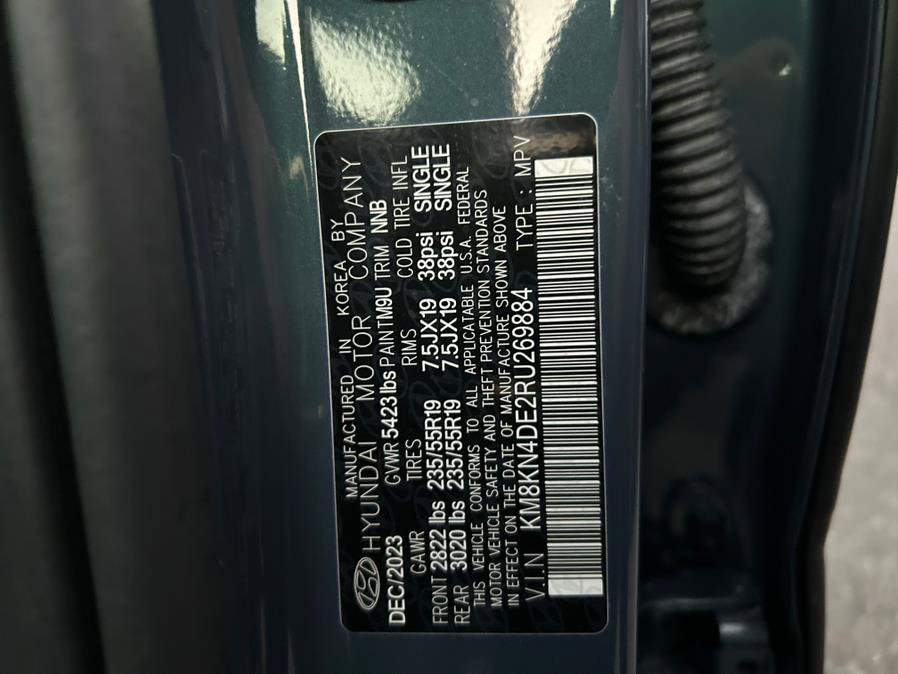 MANUFACTURED IN KOREA BY
HYUNDAI MOTOR COMPANY
DEC/2023 GVWR 5423 lbs PAINT M9U TRIM NNB
GAWR TIRES RIMS COLD TIRE INFL
FRONT 2822 lbs 235/55R19 7.5JX19 38psi SINGLE
REAR 3020 lbs 235/55R19 7.5JX19 38psi SINGLE
THIS VEHICLE CONFORMS TO ALL APPLICABLE U.S.A. FEDERAL
MOTOR VEHICLE SAFETY AND THEFT PREVENTION STANDARDS
IN EFFECT ON THE DATE OF MANUFACTURE SHOWN ABOVE
V.I.N KM8KN4DE2RU269884 TYPE : MPV